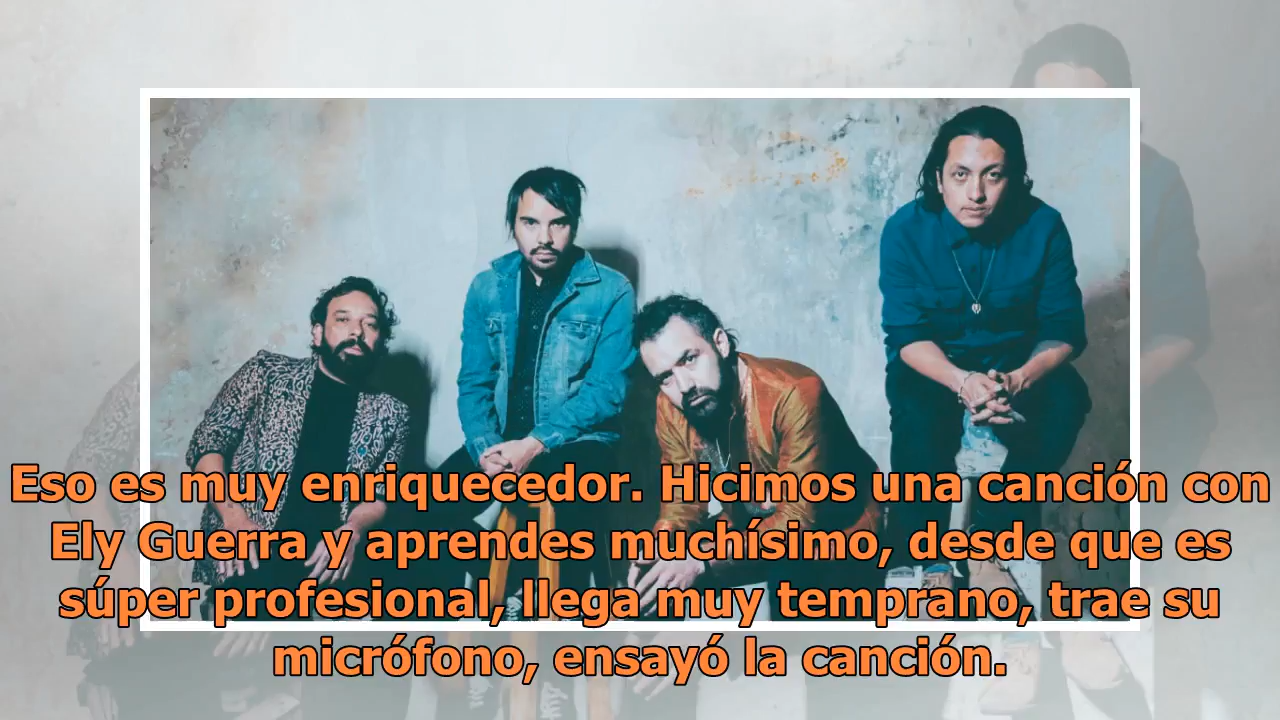 Eso es muy enriquecedor. Hicimos una canción con
Ely Guerra y aprendes muchísimo, desde que es
súper profesional, llega muy temprano, trae su
micrófono, ensayó la canción.